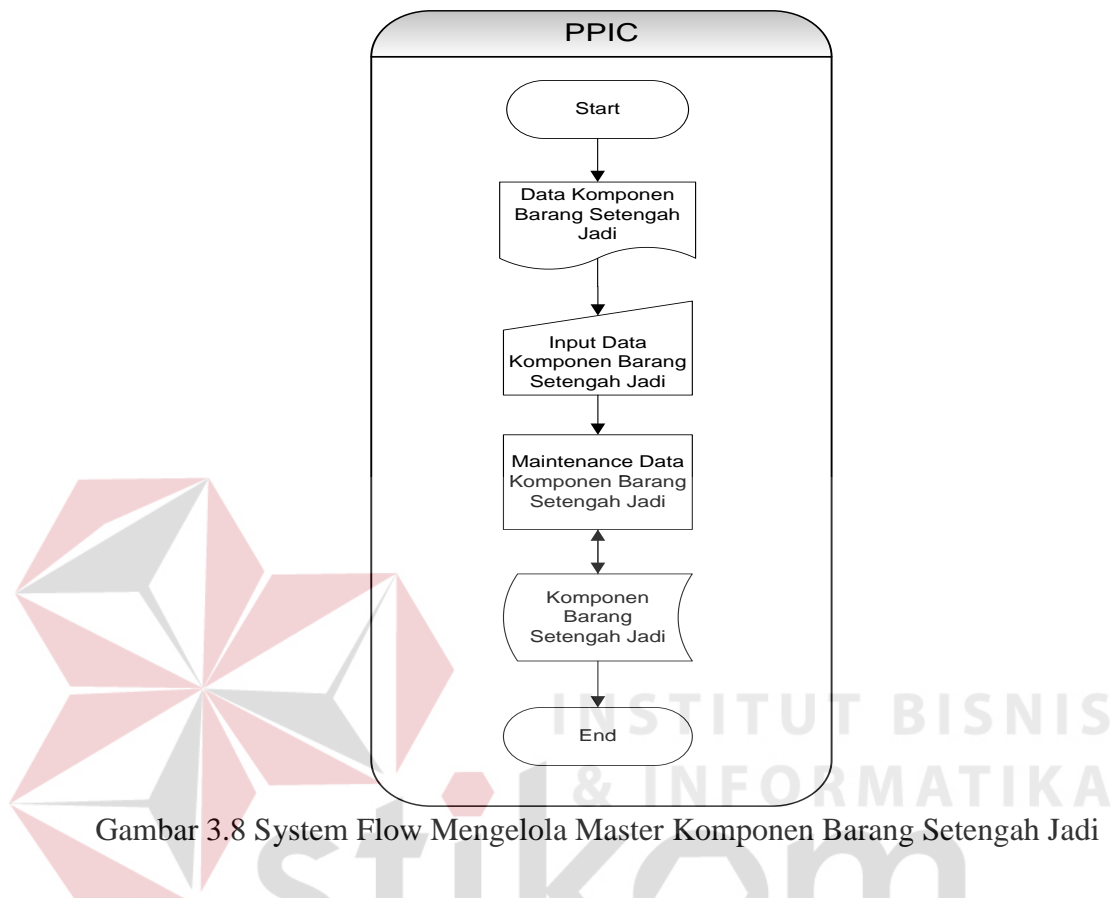 PPIC
Start
Data Komponen
Barang Setengah
Jadi
Input Data
Komponen Barang
Setengah Jadi
Maintenance Data
Komponen Barang
Setengah Jadi
Komponen
Barang
Setengah Jadi
End
INSTITUT BISNIS
& INFORMATIKA
Gambar 3.8 System Flow Mengelola Master Komponen Barang Setengah Jadi
stikom